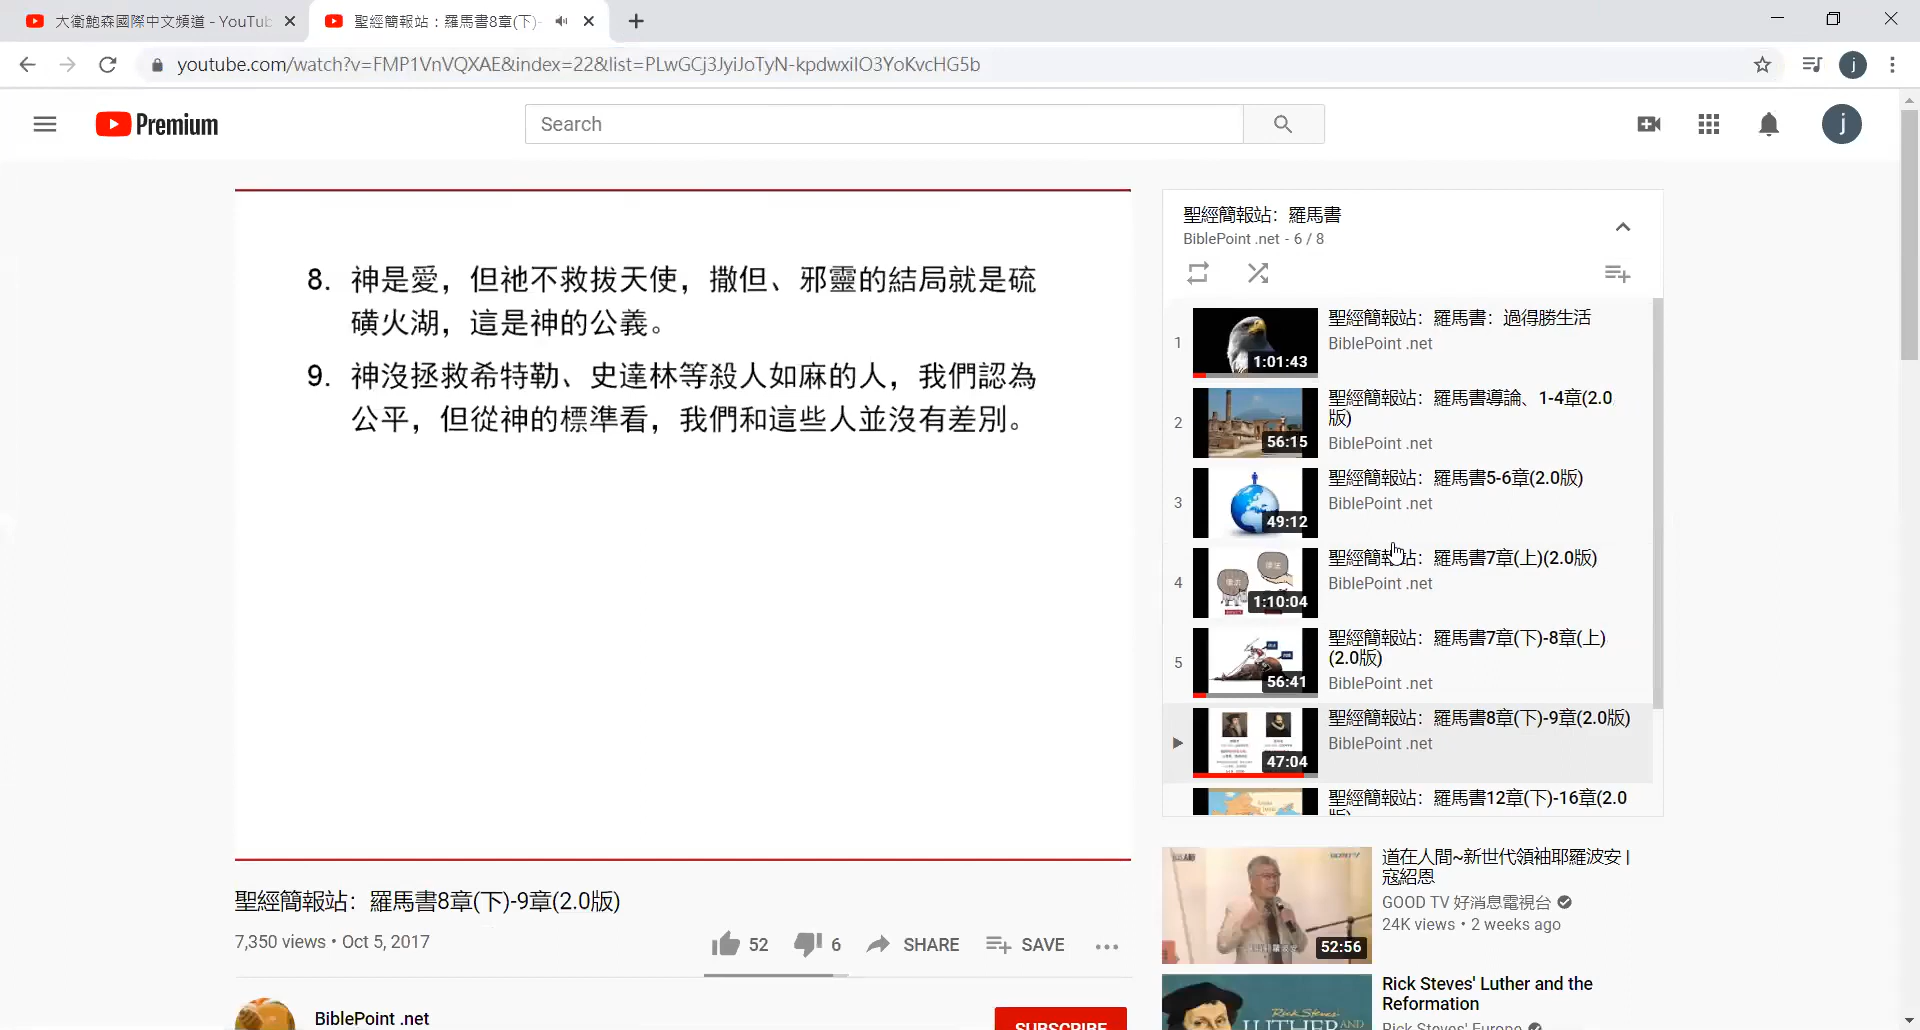 大衛鮑森國際中文頻道 - YouTub
聖經簡報站：羅馬書8章(下)-
youtube.com/watch?v=FMP1VnVQXAE&index=22&list=PLwGCj3JyiJoTyN-kpdwxilO3YoKvcHG5b
j
Premium
Search
j
8. 神是愛，但祂不救拔天使，撒但、邪靈的結局就是硫
磺火湖，這是神的公義。
9. 神沒拯救希特勒、史達林等殺人如麻的人，我們認為
公平，但從神的標準看，我們和這些人並沒有差別。
聖經簡報站：羅馬書8章(下)-9章(2.0版)
7,350 views • Oct 5, 2017
52
6
SHARE
SAVE
BiblePoint .net
SUBSCRIBE
聖經簡報站：羅馬書
BiblePoint .net - 6 / 8
1
1:01:43
聖經簡報站：羅馬書：過得勝生活
BiblePoint .net
2
56:15
聖經簡報站：羅馬書導論、1-4章(2.0
版)
BiblePoint .net
3
49:12
聖經簡報站：羅馬書5-6章(2.0版)
BiblePoint .net
4
1:10:04
聖經簡報站：羅馬書7章(上)(2.0版)
BiblePoint .net
5
56:41
聖經簡報站：羅馬書7章(下)-8章(上)
(2.0版)
BiblePoint .net
47:04
聖經簡報站：羅馬書8章(下)-9章(2.0版)
BiblePoint .net
聖經簡報站：羅馬書12章(下)-16章(2.0
版)
52:56
道在人間~新世代領袖耶羅波安 |
寇紹恩
GOOD TV 好消息電視台
24K views • 2 weeks ago
Rick Steves'
LUTHER AND
Rick Steves' Luther and the
Reformation
Rick Steves' Europe